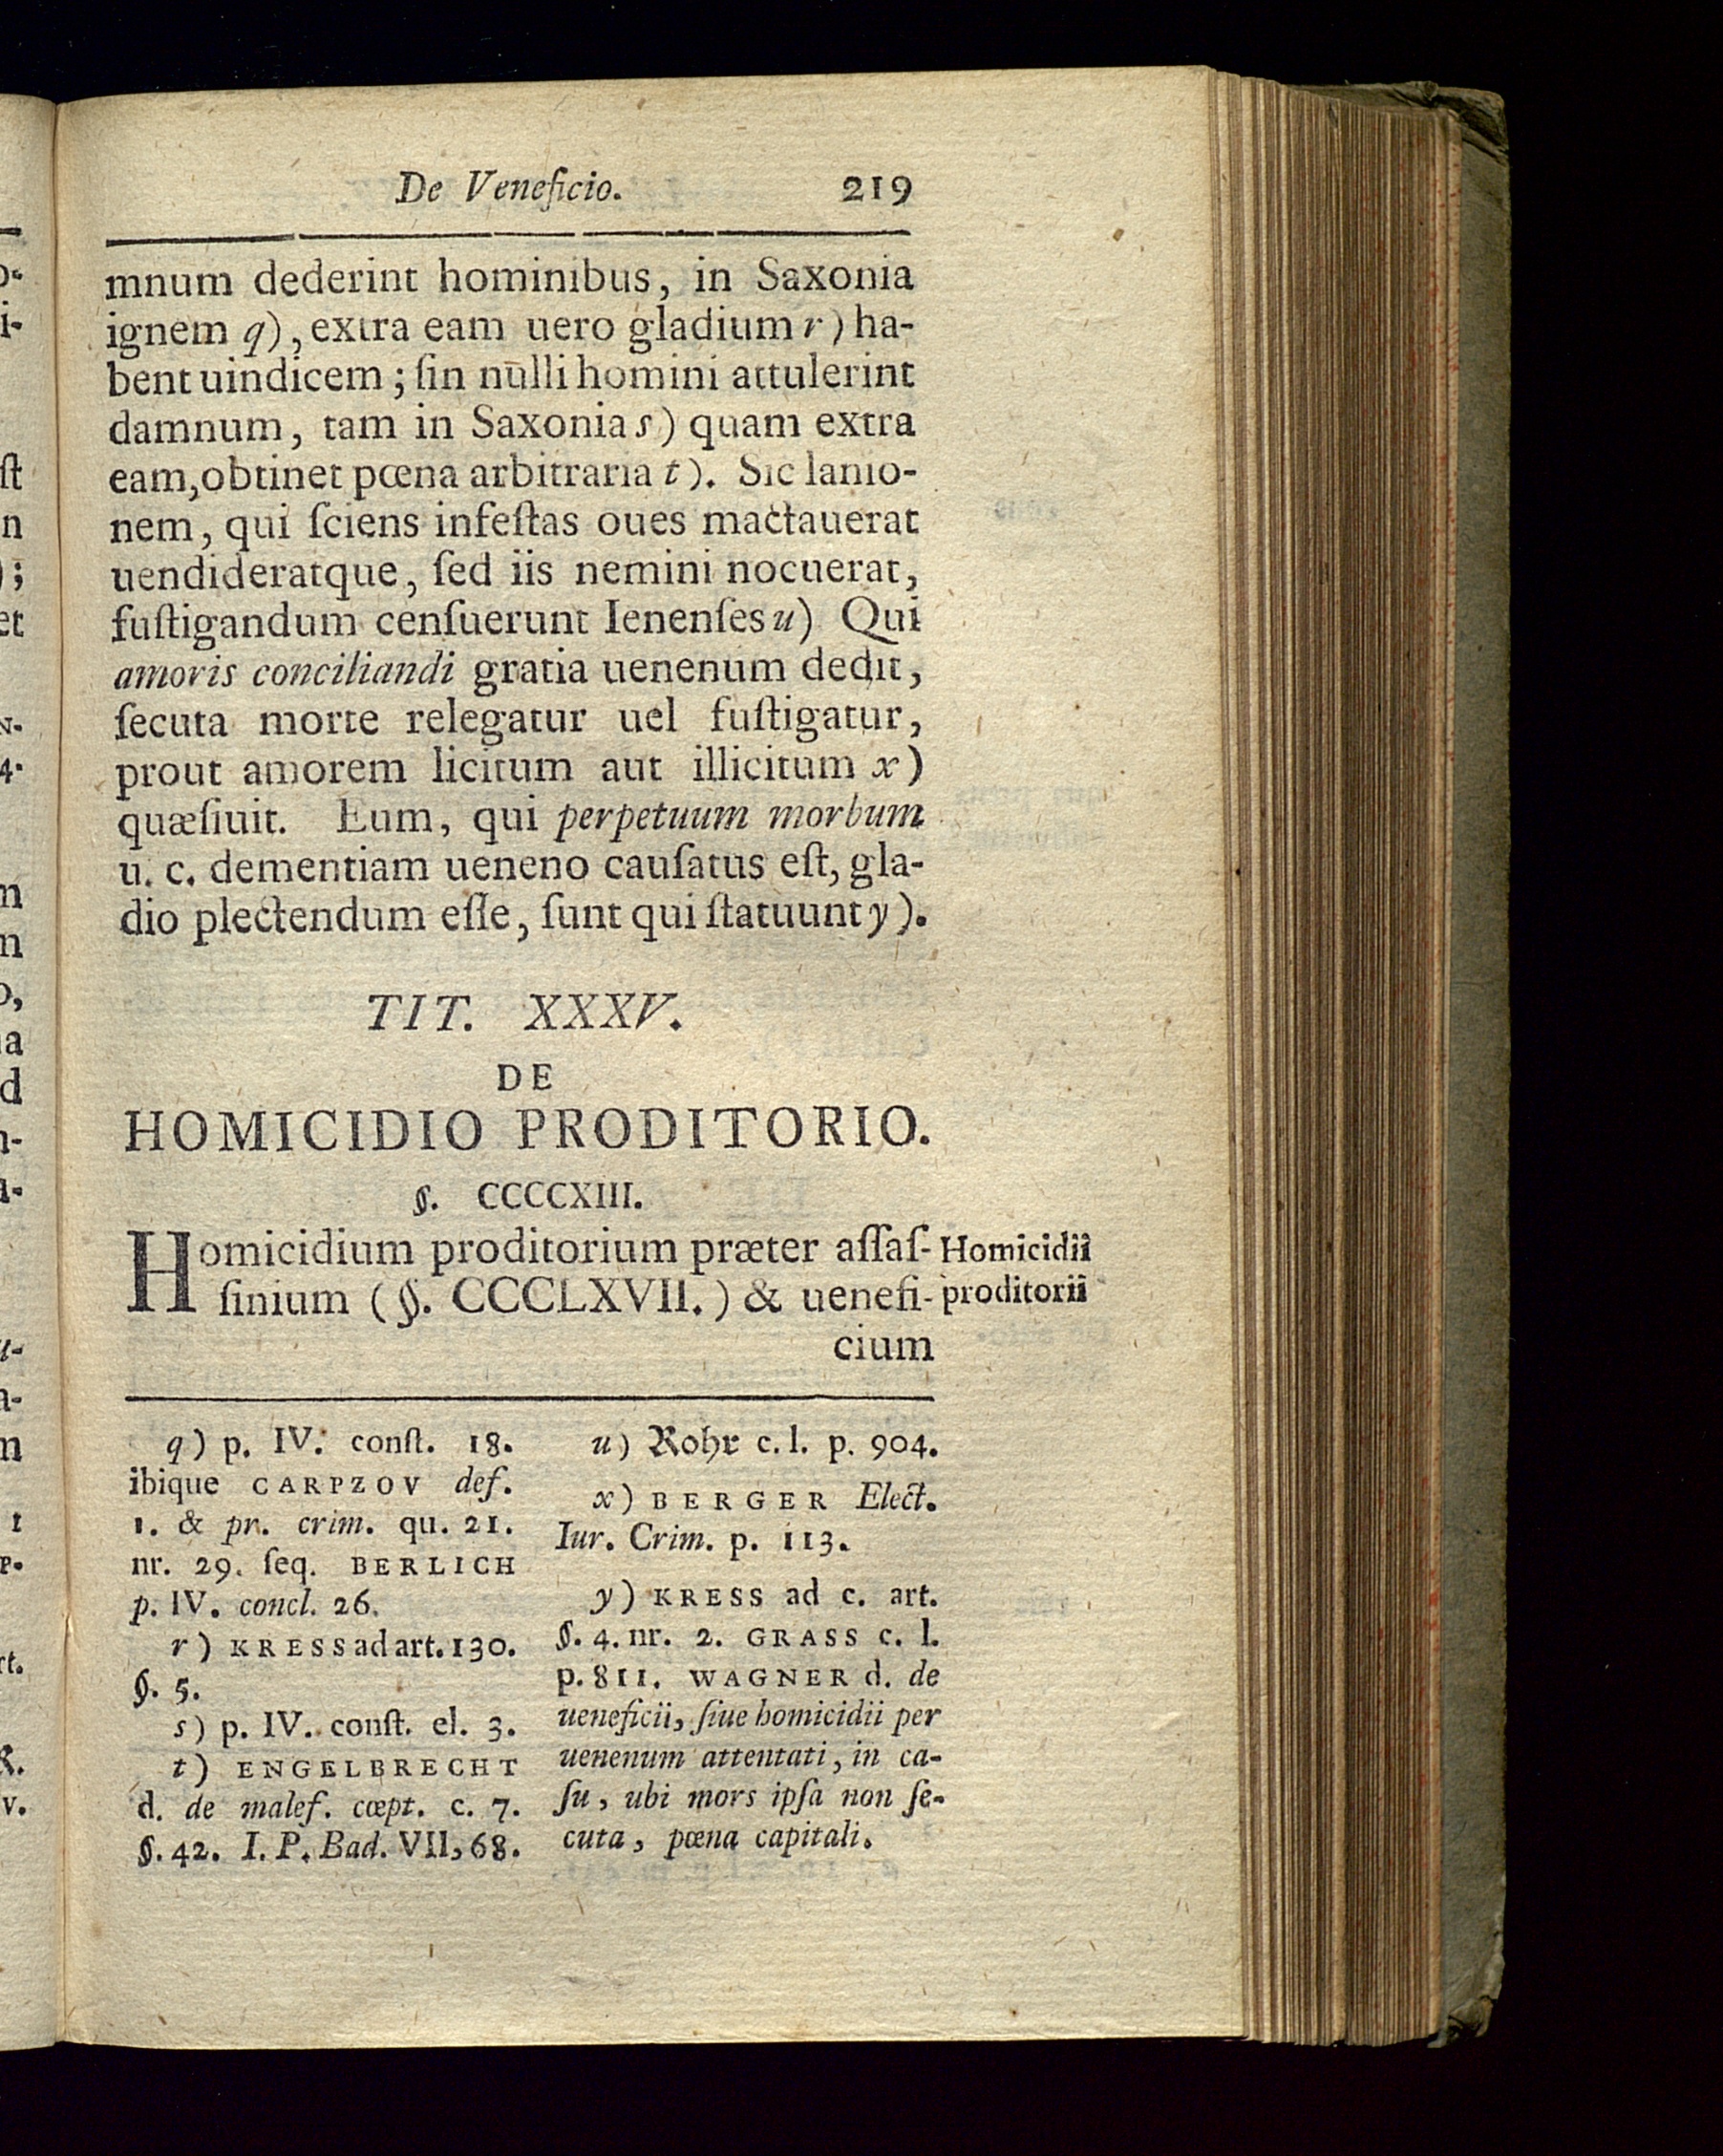 De Veneficio. 219
mnum dederint hominibus, in Saxonia
ignem q), extra eam uero gladium r) ha-
bent uindicem; ſin nulli homini attulerint
damnum, tam in Saxonia s) quam extra
eam, obtinet pœna arbitraria t). Sic lanio-
nem, qui ſciens infeſtas oues mactauerat
uendideratque, ſed iis nemini nocuerat,
fuſtigandum cenſuerunt Ienenſes u) Qui
amoris conciliandi gratia uenenum dedit,
ſecuta morte relegatur uel fuſtigatur,
prout amorem licitum aut illicitum x)
quæſiuit. Eum, qui perpetuum morbum
u. c. dementiam ueneno cauſatus eſt, gla-
dio plectendum eſſe, ſunt qui ſtatuunt y).
TIT. XXXV.
DE
HOMICIDIO PRODITORIO.
§. CCCCXIII.
Homicidium proditorium præter aſſaſ-
ſinium (§. CCCLXVII.) & uenefi-
cium
Homicidii
proditorii
q) p. IV. conſt. 18.
ibique CARPZOV def.
1. & pr. crim. qu. 21.
nr. 29. ſeq. BERLICH
p. IV. concl. 26.
r) KRESS ad art. 130.
§. 5.
s) p. IV. conſt. el. 3.
t) ENGELBRECHT
d. de malef. cœpt. c. 7.
§. 42. I. P. Bad. VII, 68.
u) Rohr c. l. p. 904.
x) BERGER Elect.
Iur. Crim. p. 113.
y) KRESS ad c. art.
§. 4. nr. 2. GRASS c. l.
p. 811. WAGNER d. de
ueneficii, ſiue homicidii per
uenenum attentati, in ca-
ſu, ubi mors ipſa non ſe-
cuta, pœna capitali.